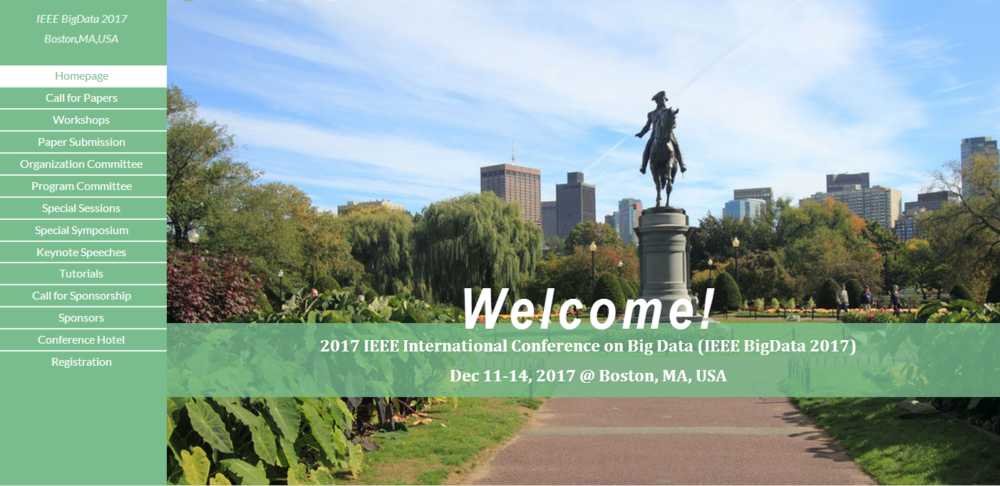 IEEE BigData 2017
Boston,MA,USA
Homepage
Call for Papers
Workshops
Paper Submission
Organization Committee
Program Committee
Special Sessions
Special Symposium
Keynote Speeches
Tutorials
Call for Sponsorship
Sponsors
Conference Hotel
Registration
Welcome!
2017 IEEE International Conference on Big Data (IEEE BigData 2017)
Dec 11-14, 2017 @ Boston, MA, USA